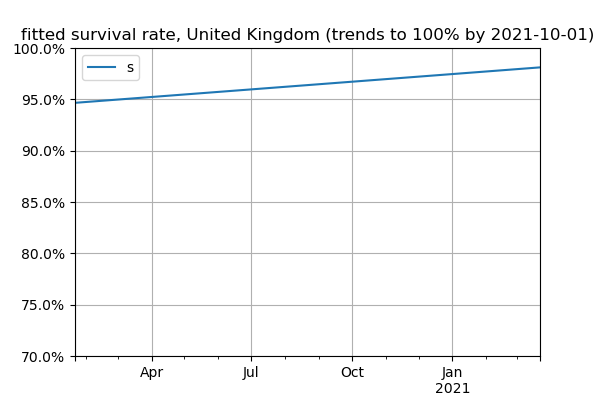 fitted survival rate, United Kingdom (trends to 100% by 2021-10-01)
100.0%
s
95.0%
90.0%
85.0%
80.0%
75.0%
70.0%
Apr Jul Oct Jan
2021